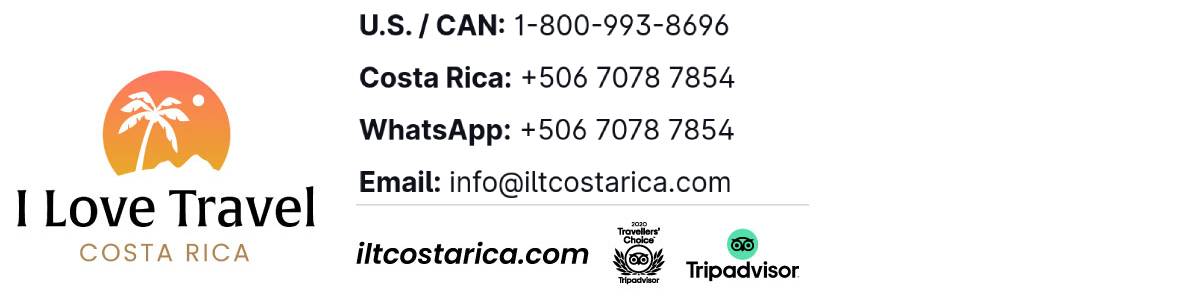 U.S. / CAN: 1-800-993-8696
Costa Rica: +506 7078 7854
WhatsApp: +506 7078 7854
Email: info@iltcostarica.com
I Love Travel
COSTA RICA
iltcostarica.com
2020
Travellers'
Choice
Tripadvisor
Tripadvisor